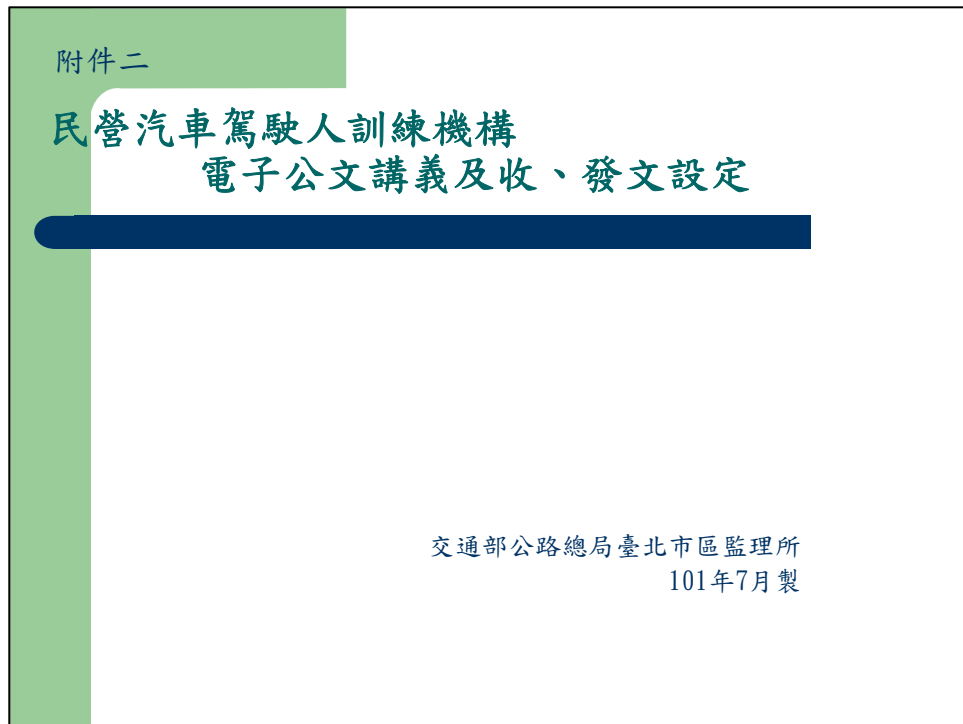 附件二
民營汽車駕駛人訓練機構
電子公文講義及收、發文設定
交通部公路總局臺北市區監理所
101年7月製